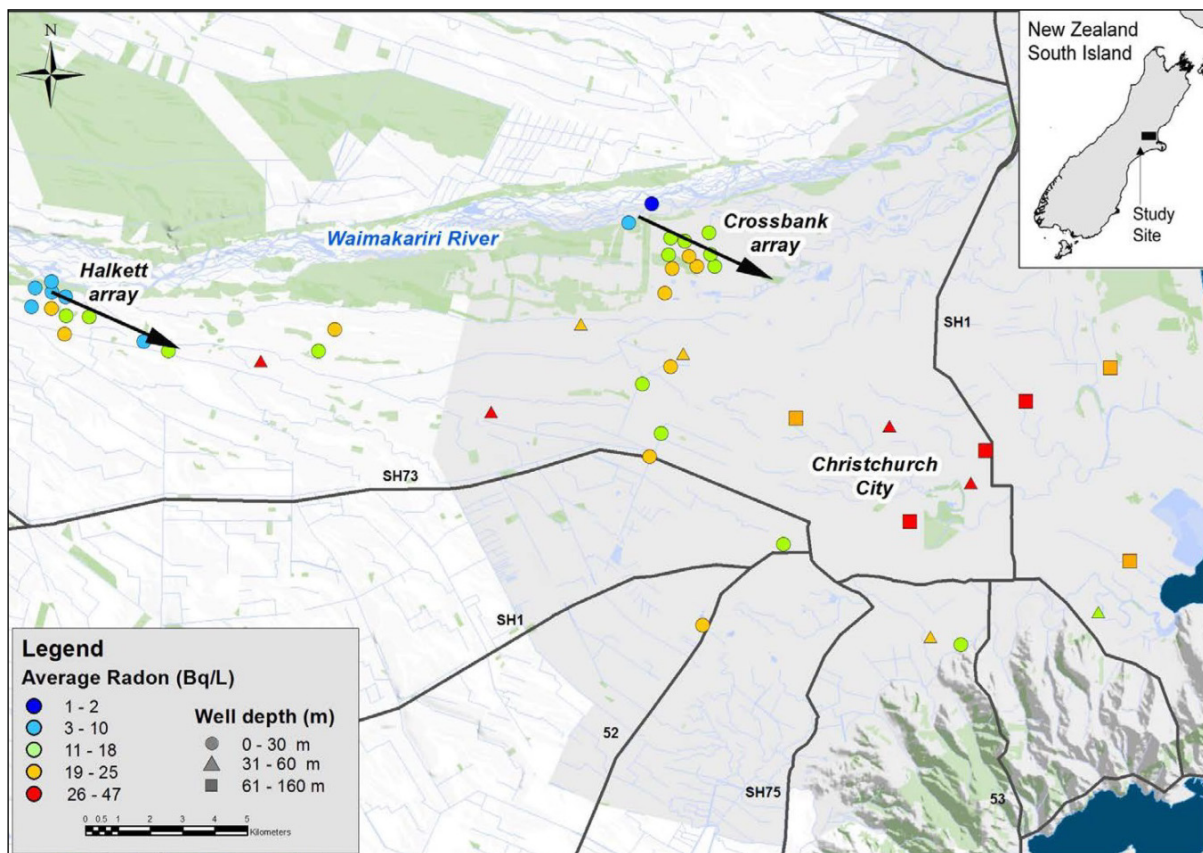 N
New Zealand
South Island
Study
Site
Waimakariri River
Crossbank
array
Halkett
array
SH1
SH73
Christchurch
City
SH1
52
SH75
53
Legend
Average Radon (Bq/L)
1 - 2
3 - 10
11 - 18
19 - 25
26 - 47
Well depth (m)
0 - 30 m
31 - 60 m
61 - 160 m
0 0.5 1 2 3 4 5
Kilometers